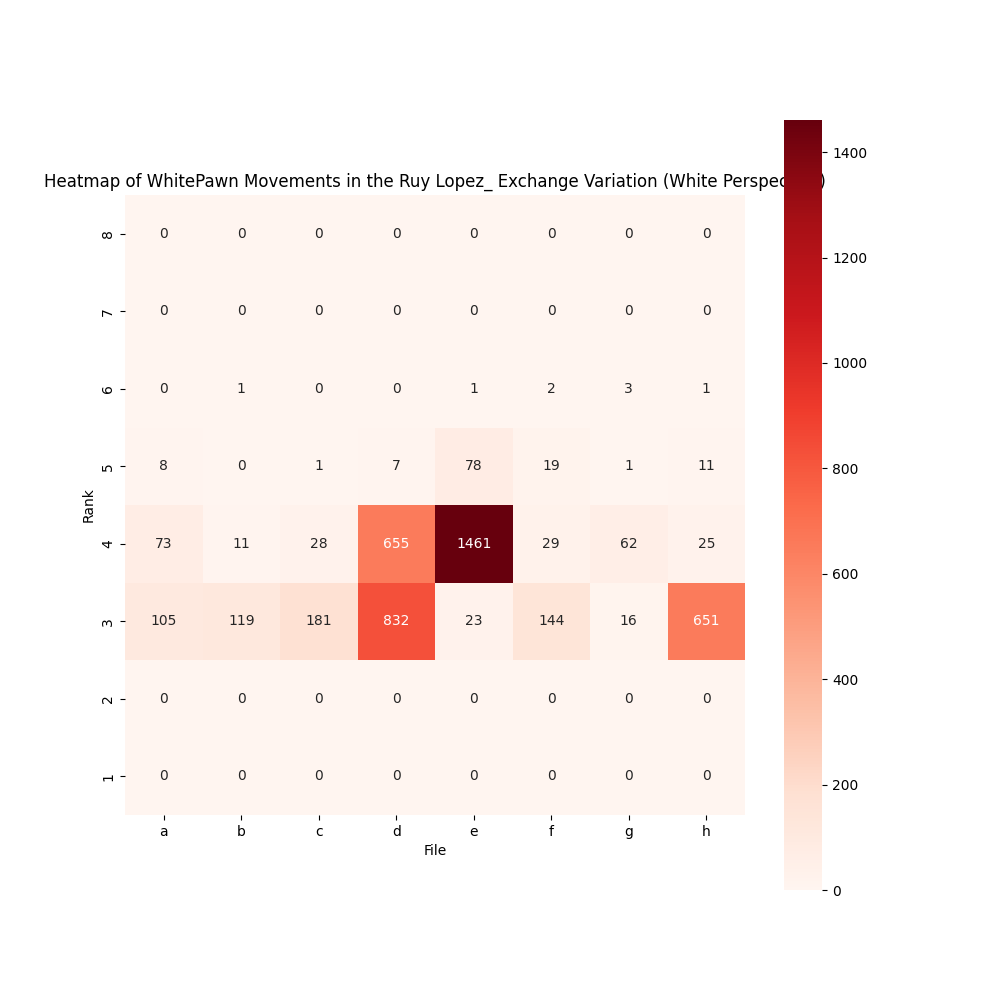 Heatmap of WhitePawn Movements in the Ruy Lopez_ Exchange Variation (White Perspec )
1400
1200
1000
800
600
400
200
0
8 0 0 0 0 0 0 0 0
7 0 0 0 0 0 0 0 0
6 0 1 0 0 1 2 3 1
5 8 0 1 7 78 19 1 11
Rank
4 73 11 28 655 1461 29 62 25
3 105 119 181 832 23 144 16 651
2 0 0 0 0 0 0 0 0
1 0 0 0 0 0 0 0 0
a b c d e f g h
File